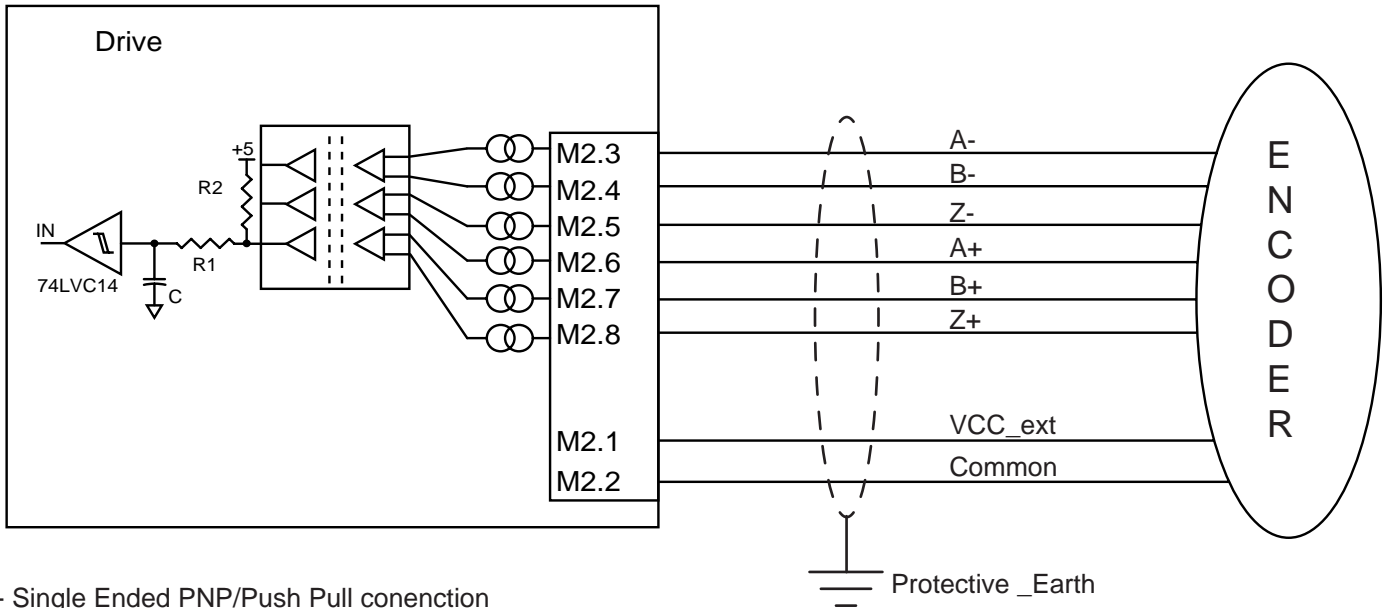 Drive
+5
R2
IN
R1
74LVC14
C
M2.3
M2.4
M2.5
M2.6
M2.7
M2.8
M2.1
M2.2
A-
B-
Z-
A+
B+
Z+
VCC_ext
Common
ENCODER
Protective _Earth
- Single Ended PNP/Push Pull conenction